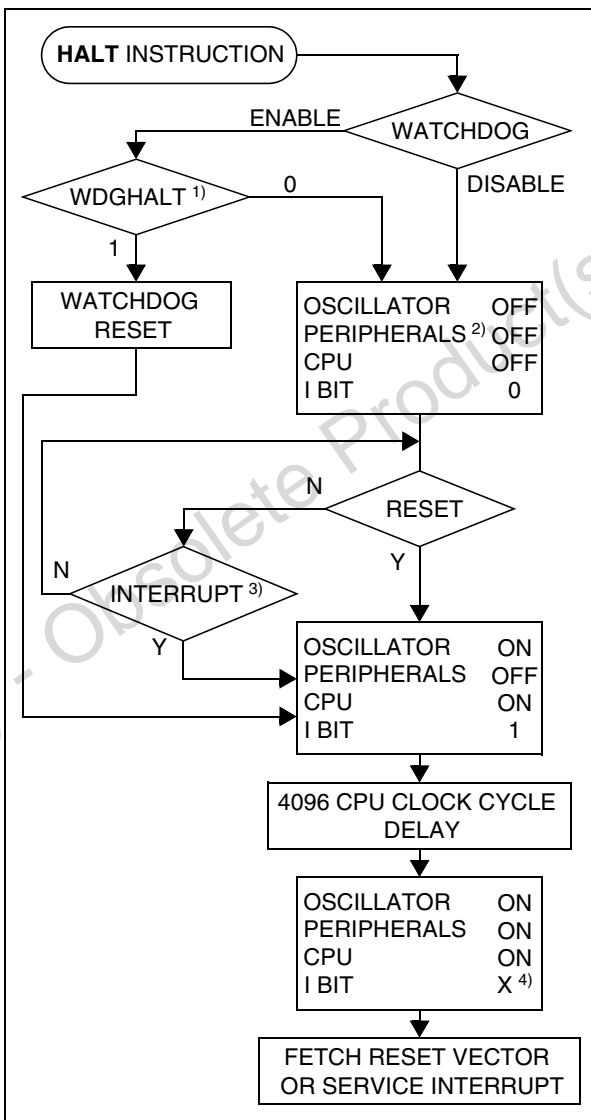 HALT INSTRUCTION
ENABLE
WATCHDOG
WDGHALT 1)
0
DISABLE
1
WATCHDOG
RESET
OSCILLATOR OFF
PERIPHERALS 2) OFF
CPU OFF
I BIT 0
N
RESET
Y
N
INTERRUPT 3)
Y
OSCILLATOR ON
PERIPHERALS OFF
CPU ON
I BIT 1
4096 CPU CLOCK CYCLE
DELAY
OSCILLATOR ON
PERIPHERALS ON
CPU ON
I BIT X 4)
FETCH RESET VECTOR
OR SERVICE INTERRUPT
- Obsolete Product(s